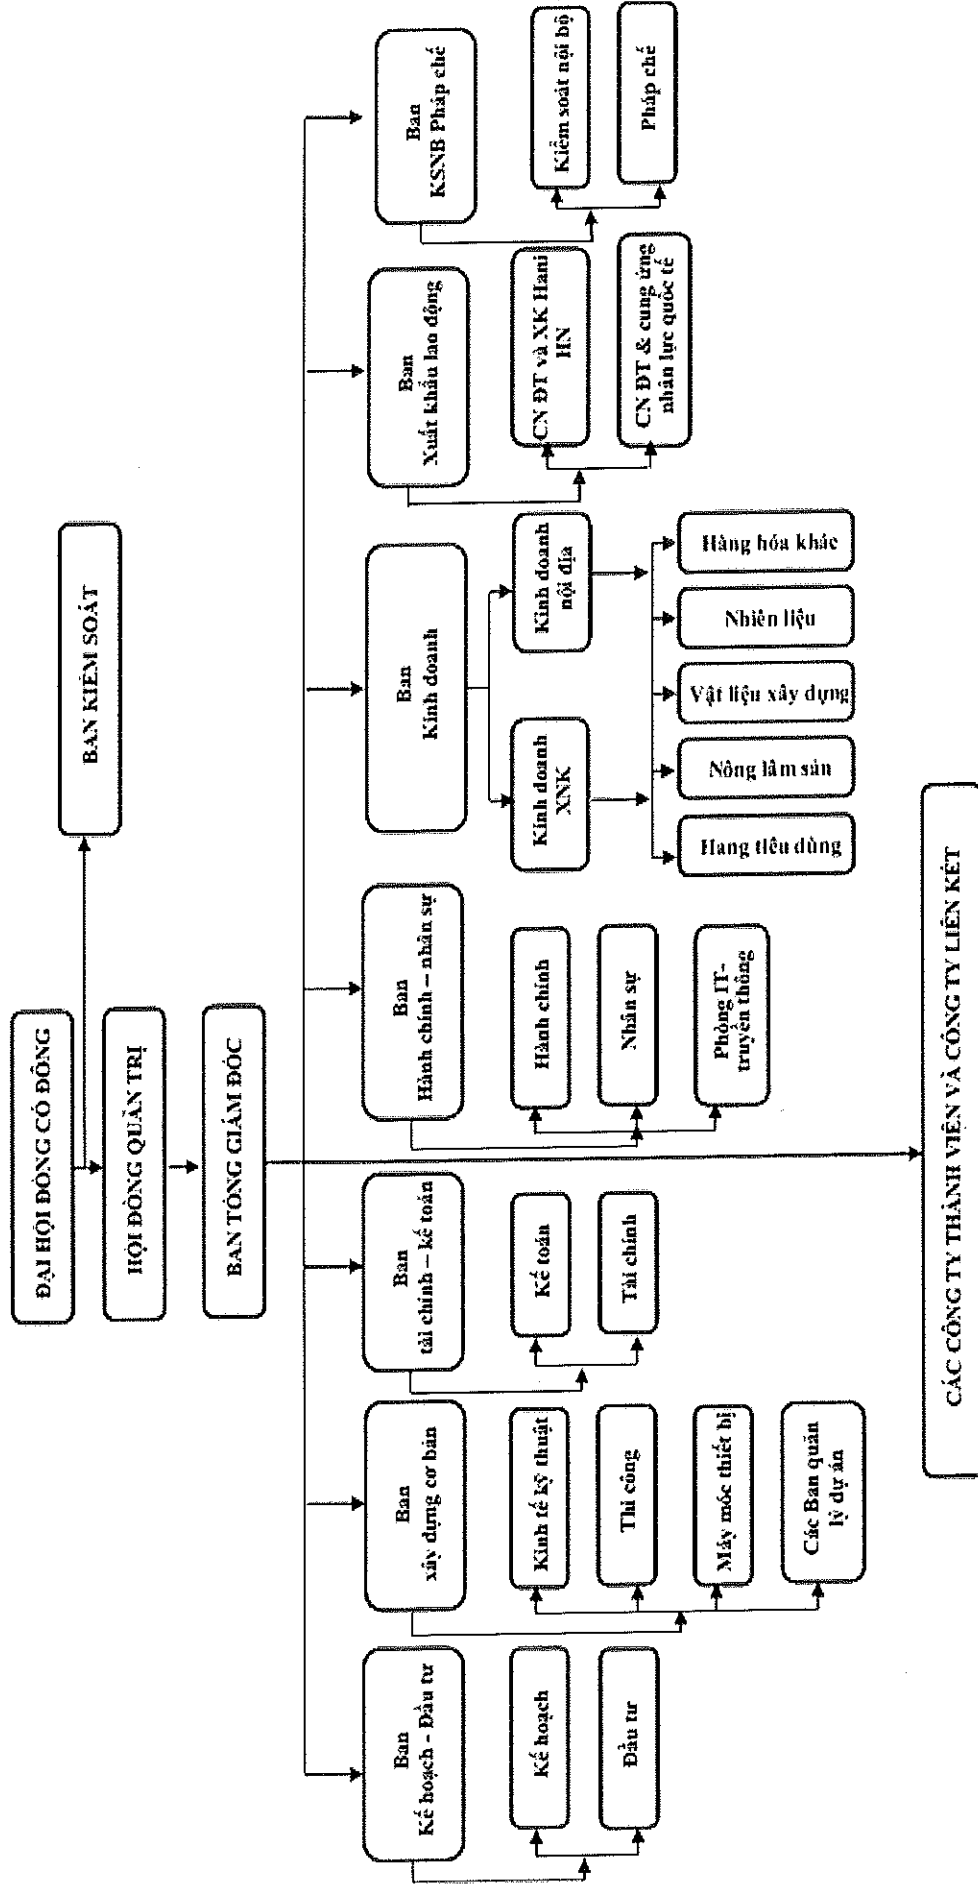 ĐẠI HỘI ĐỒNG CỔ ĐÔNG
BAN KIỂM SOÁT
HỘI ĐỒNG QUẢN TRỊ
BAN TỔNG GIÁM ĐỐC
Ban
Kế hoạch - Đầu tư
Ban
xây dựng cơ bản
Ban
tài chính – kế toán
Ban
Hành chính – nhân sự
Ban
Kinh doanh
Ban
Xuất khẩu lao động
Ban
KSNB Pháp chế
Kế hoạch
Đầu tư
Kinh tế kỹ thuật
Thi công
Máy móc thiết bị
Các Ban quản
lý dự án
Kế toán
Tài chính
Hành chính
Nhân sự
Phòng IT-
truyền thông
Kinh doanh
XNK
Kinh doanh
nội địa
Hang tiêu dùng
Nông lâm sản
Vật liệu xây dựng
Nhiên liệu
Hàng hóa khác
CN ĐT và XK Hani
HN
CN ĐT & cung ứng
nhân lực quốc tế
Kiểm soát nội bộ
Pháp chế
CÁC CÔNG TY THÀNH VIÊN VÀ CÔNG TY LIÊN KẾT